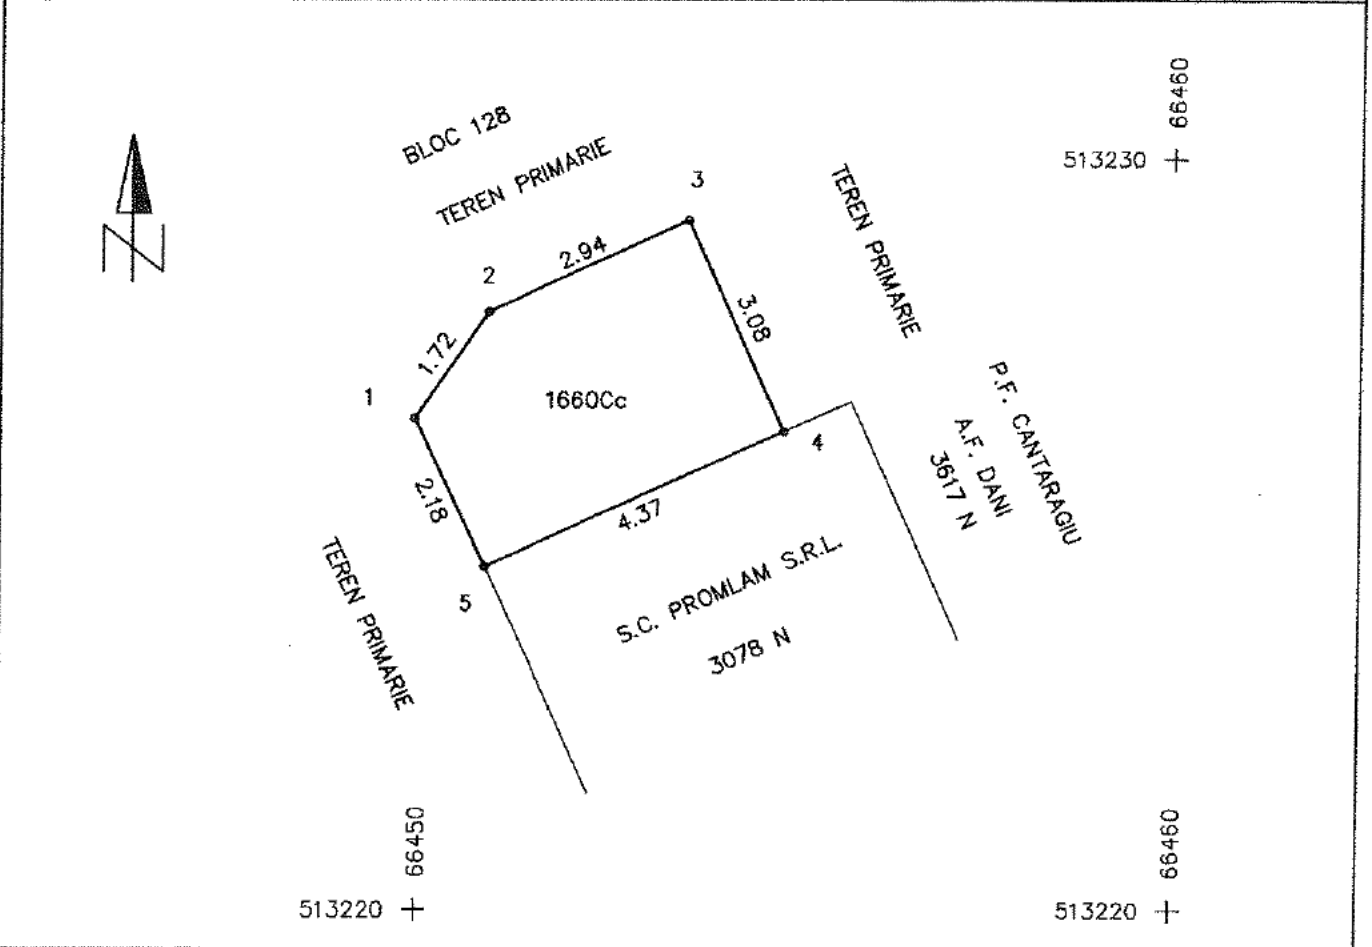 66460
513230
BLOC 128
TEREN PRIMARIE
3
TEREN PRIMARIE
N
2
2.94
3.08
1.72
1
1660Cc
P.F. CANTARAGIU
A.F. DANI
3617 N
4
2.18
4.37
TEREN PRIMARIE
5
S.C. PROMLAM S.R.L.
3078 N
66450
66460
513220
513220